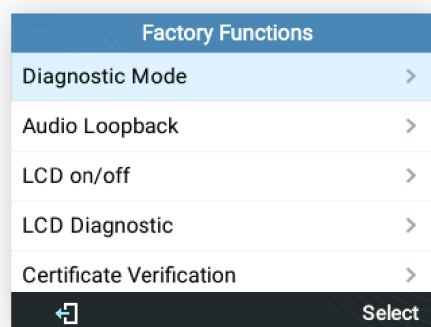 Factory Functions
Diagnostic Mode
Audio Loopback
LCD on/off
LCD Diagnostic
Certificate Verification
Select